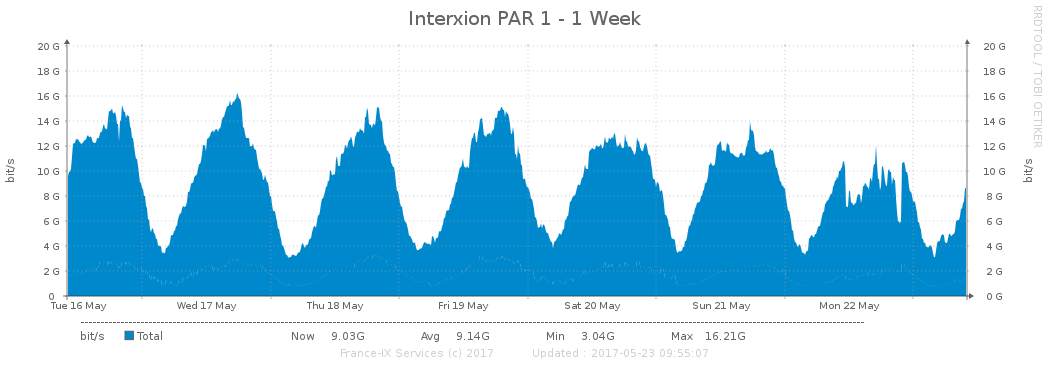 Interxion PAR 1 - 1 Week
RRDTOOL / TOBI OETIKER
20 G 20 G
18 G 18 G
16 G 16 G
14 G 14 G
12 G 12 G
10 G 10 G
8 G 8 G
6 G 6 G
4 G 4 G
2 G 2 G
0 0 G
bit/s
bit/s
Tue 16 May Wed 17 May Thu 18 May Fri 19 May Sat 20 May Sun 21 May Mon 22 May
bit/s Total Now 9.03G Avg 9.14G Min 3.04G Max 16.21G
France-IX Services (c) 2017 Updated : 2017-05-23 09:55:07